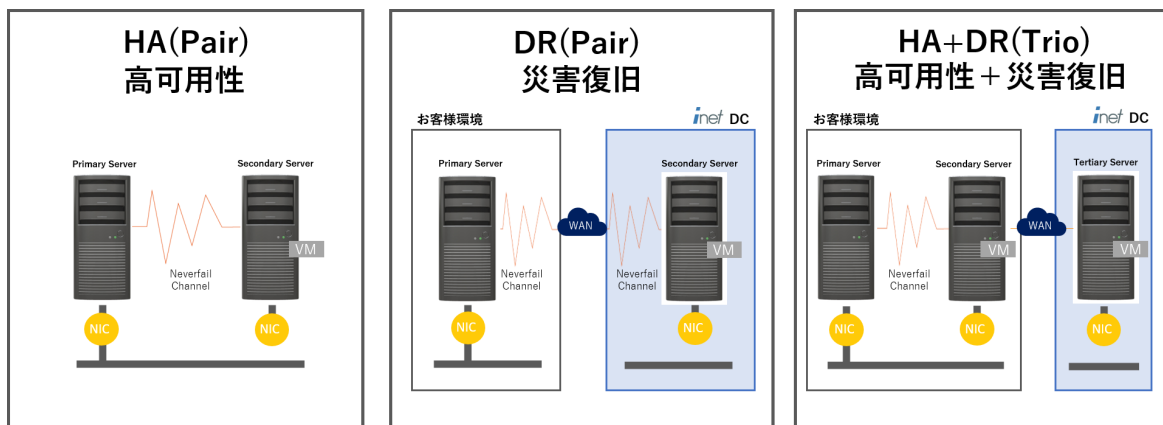 HA(Pair)
高可用性
Primary Server
Secondary Server
VM
Neverfail
Channel
NIC
NIC
DR(Pair)
災害復旧
お客様環境
inet DC
Primary Server
Secondary Server
WAN
VM
Neverfail
Channel
Neverfail
Channel
NIC
NIC
HA+DR(Trio)
高可用性＋災害復旧
お客様環境
inet DC
Primary Server
Secondary Server
Tertiary Server
WAN
VM
VM
Neverfail
Channel
NIC
NIC
NIC